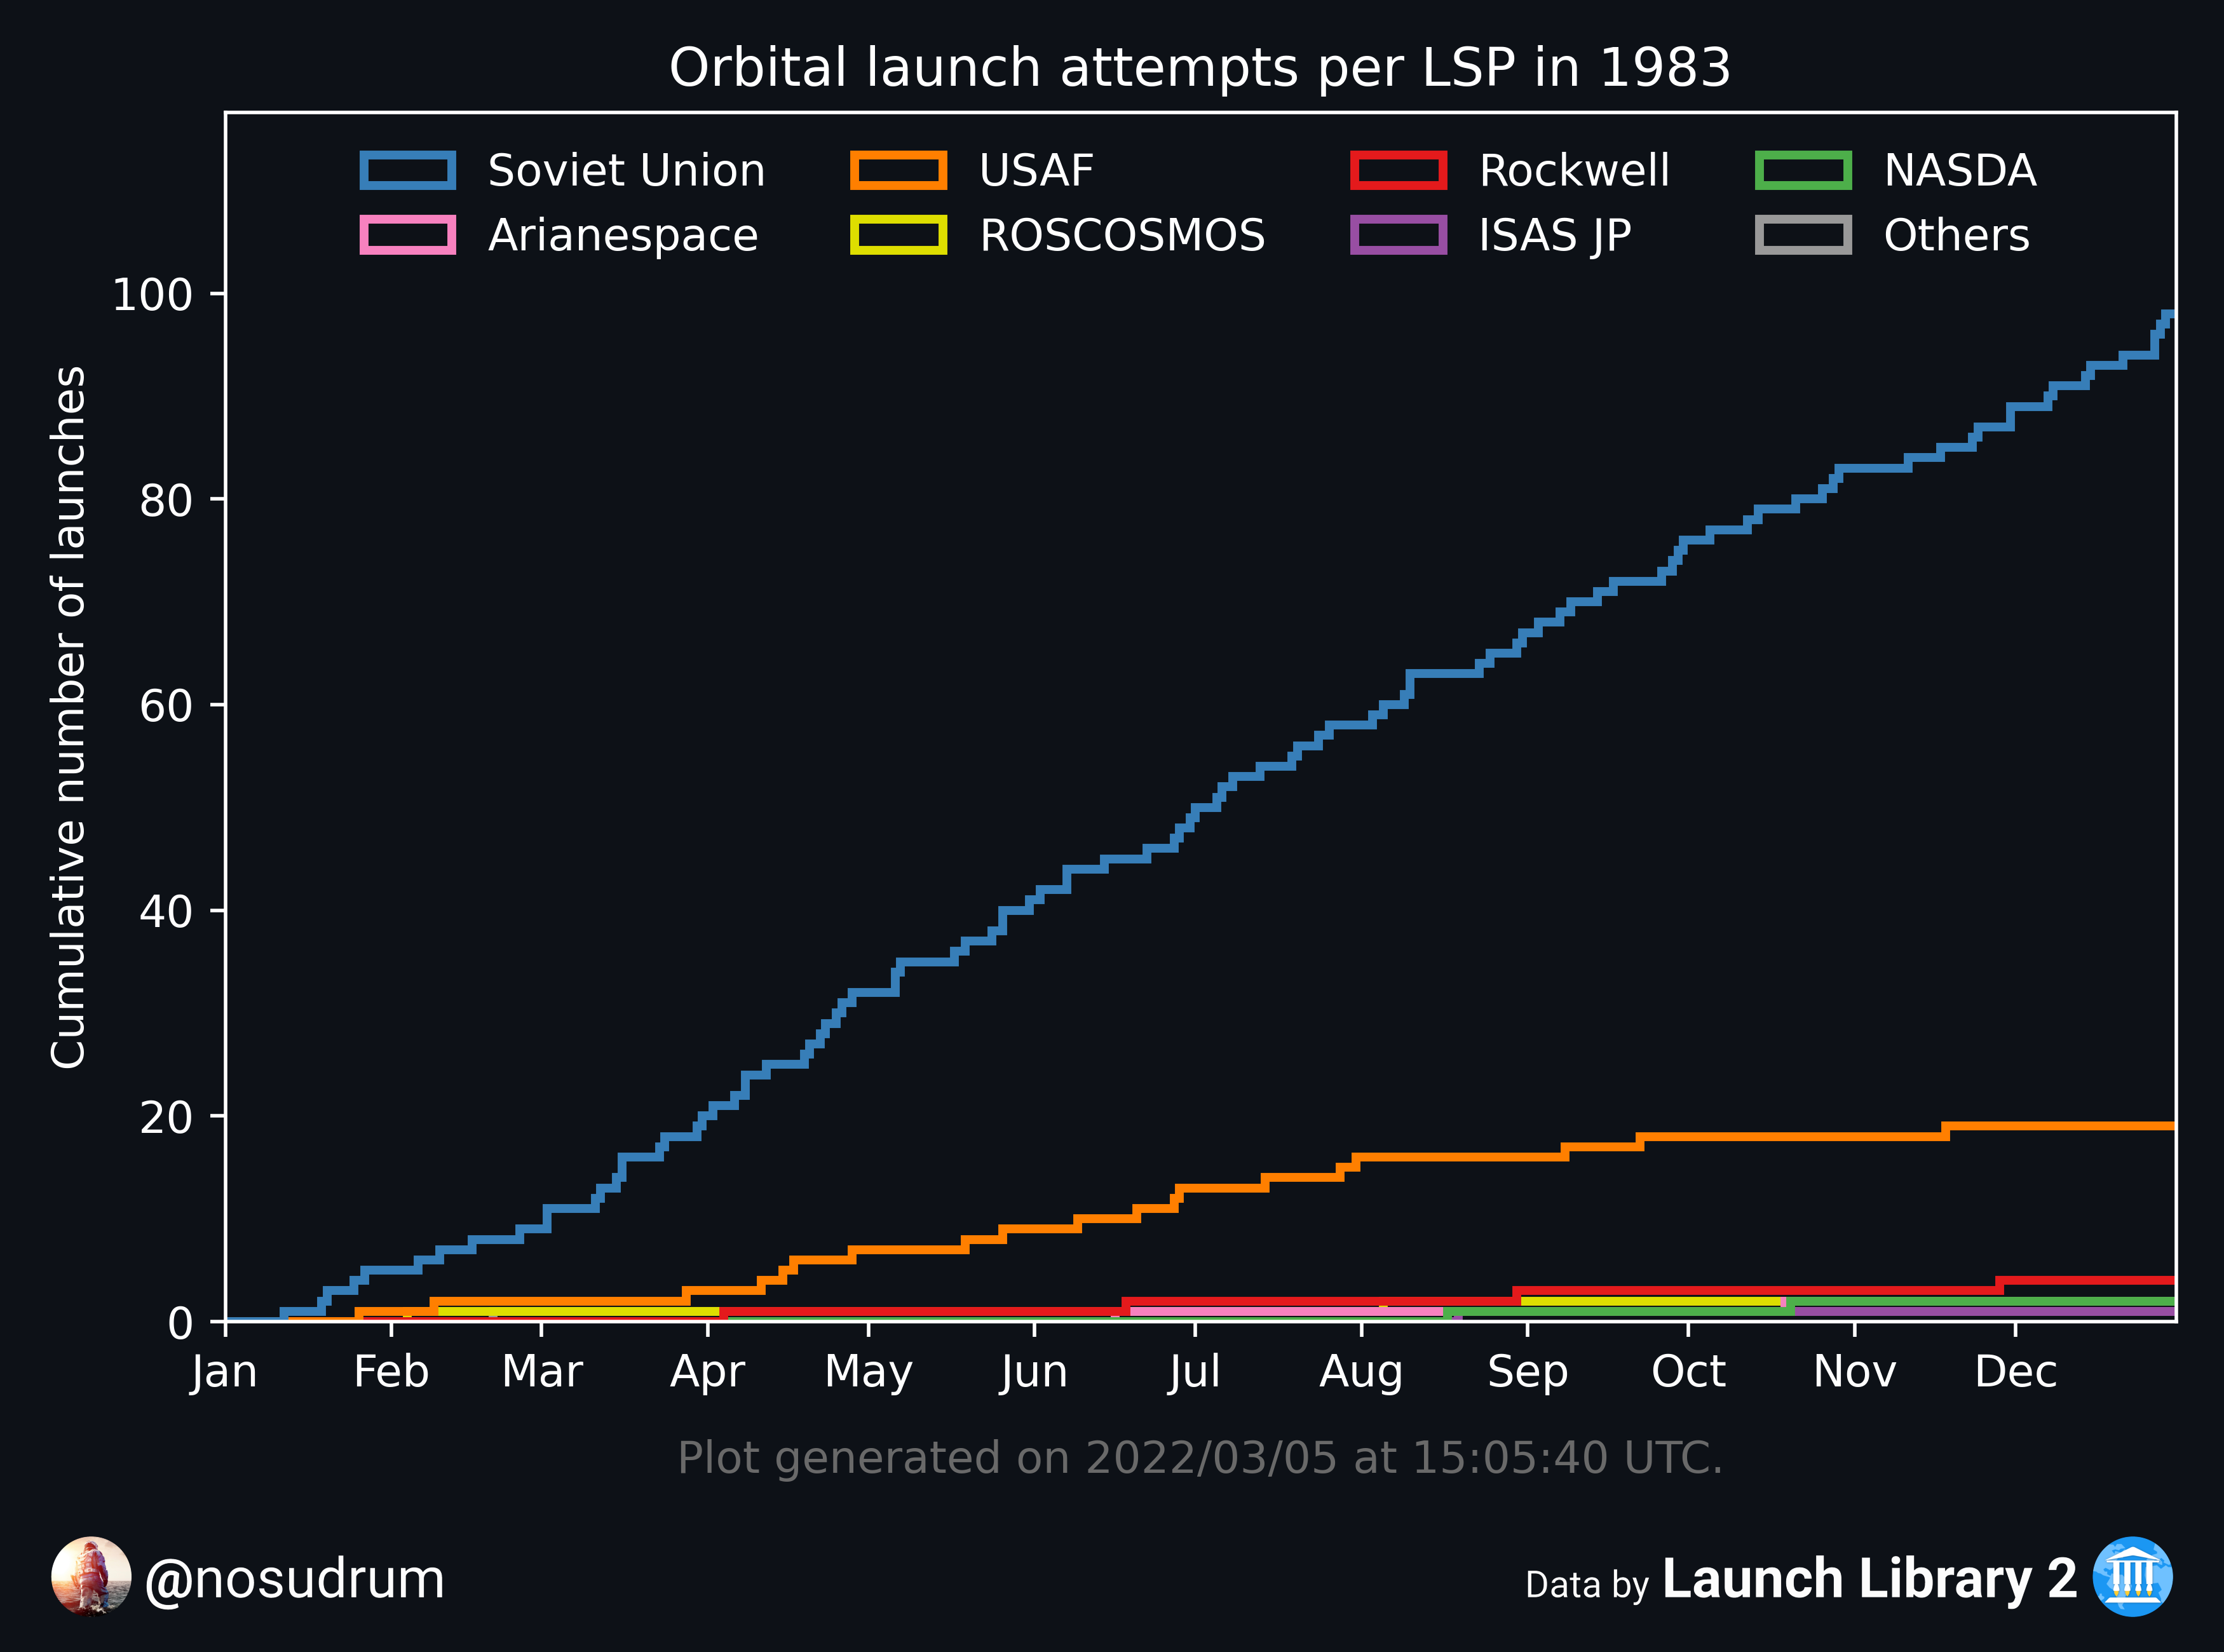 Orbital launch attempts per LSP in 1983
Soviet Union USAF Rockwell NASDA
Arianespace ROSCOSMOS ISAS JP Others
Cumulative number of launches
100
80
60
40
20
0
Jan Feb Mar Apr May Jun Jul Aug Sep Oct Nov Dec
Plot generated on 2022/03/05 at 15:05:40 UTC.
@nosudrum
Data by Launch Library 2